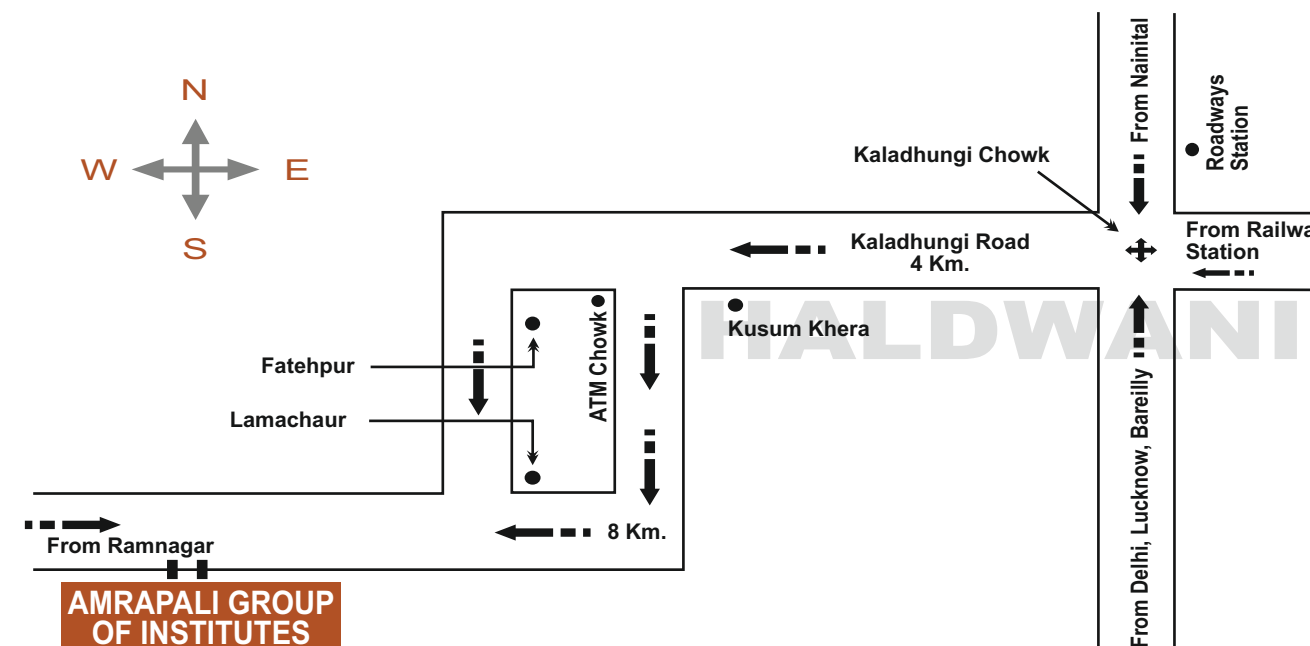 N
W
E
S
From Nainital
Roadways
Station
Kaladhungi Chowk
From Railwa
Station
Kaladhungi Road
4 Km.
HALDWANI
Kusum Khera
ATM Chowk
Fatehpur
Lamachaur
From Delhi, Lucknow, Bareilly
8 Km.
From Ramnagar
AMRAPALI GROUP
OF INSTITUTES